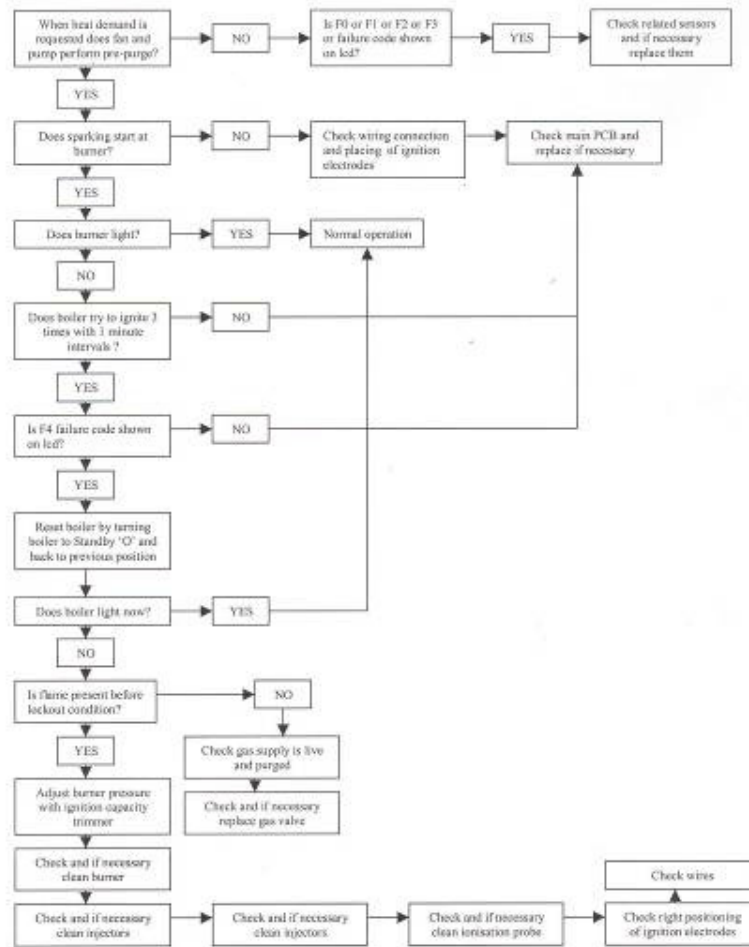 When heat demand is
requested does fan and
pump perform pre-purge?
NO
Is F0 or F1 or F2 or F3
or failure code shown
on lcd?
YES
Check related sensors
and if necessary
replace them
YES
Does sparking start at
burner?
NO
Check wiring connection
and placing of ignition
electrodes
Check main PCB and
replace if necessary
YES
Does burner light?
YES
Normal operation
NO
Does boiler try to ignite 3
times with 1 minute
intervals ?
NO
YES
Is F4 failure code shown
on lcd?
NO
YES
Reset boiler by turning
boiler to Standby 'O' and
back to previous position
Does boiler light now?
YES
NO
Is flame present before
lockout condition?
NO
YES
Check gas supply is live
and purged
Adjust burner pressure
with ignition capacity
trimmer
Check and if necessary
replace gas valve
Check and if necessary
clean burner
Check wires
Check and if necessary
clean injectors
Check and if necessary
clean injectors
Check and if necessary
clean ionisation probe
Check right positioning
of ignition electrodes